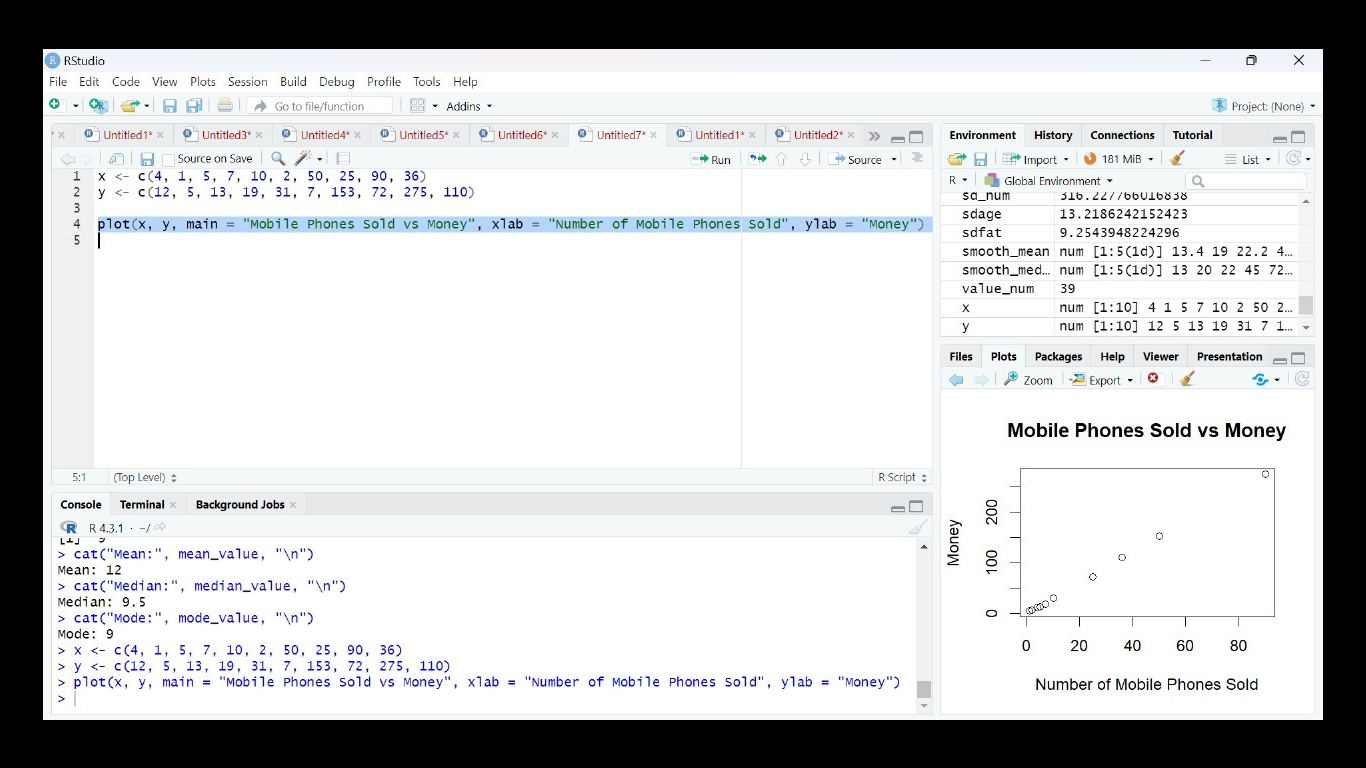 RStudio
File Edit Code View Plots Session Build Debug Profile Tools Help
Go to file/function Addins Project: (None)
Untitled1* Untitled3* Untitled4* Untitled5* Untitled6* Untitled7* Untitled1* Untitled2*
Source on Save Run Source
1 x <- c(4, 1, 5, 7, 10, 2, 50, 25, 90, 36)
2 y <- c(12, 5, 13, 19, 31, 7, 153, 72, 275, 110)
3
4 plot(x, y, main = "Mobile Phones Sold vs Money", xlab = "Number of Mobile Phones Sold", ylab = "Money")
5
5:1 (Top Level) R Script
Console Terminal Background Jobs
R 4.3.1 · ~/
> cat("Mean:", mean_value, "\n")
Mean: 12
> cat("Median:", median_value, "\n")
Median: 9.5
> cat("Mode:", mode_value, "\n")
Mode: 9
> x <- c(4, 1, 5, 7, 10, 2, 50, 25, 90, 36)
> y <- c(12, 5, 13, 19, 31, 7, 153, 72, 275, 110)
> plot(x, y, main = "Mobile Phones Sold vs Money", xlab = "Number of Mobile Phones Sold", ylab = "Money")
>
Environment History Connections Tutorial
Import 181 MiB List
R Global Environment
sd_num 316.227766016838
sdage 13.2186242152423
sdfat 9.2543948224296
smooth_mean num [1:5(1d)] 13.4 19 22.2 4…
smooth_med… num [1:5(1d)] 13 20 22 45 72…
value_num 39
x num [1:10] 4 1 5 7 10 2 50 2…
y num [1:10] 12 5 13 19 31 7 1…
Files Plots Packages Help Viewer Presentation
Zoom Export
Mobile Phones Sold vs Money
Money
200
100
0
0 20 40 60 80
Number of Mobile Phones Sold